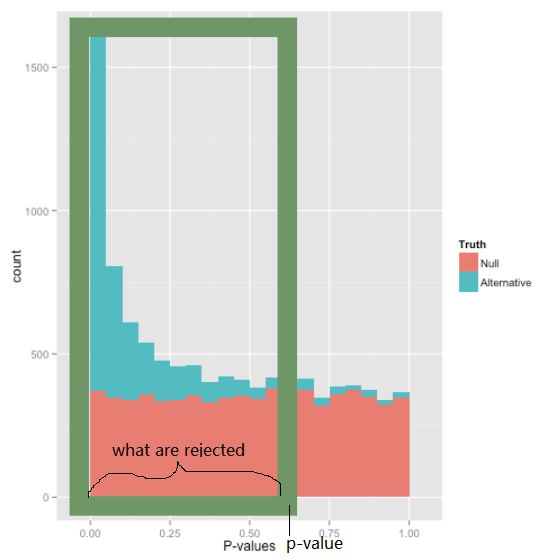 1500
1000
500
0
count
0.00 0.25 0.50 0.75 1.00
P-values
p-value
what are rejected
Truth
Null
Alternative